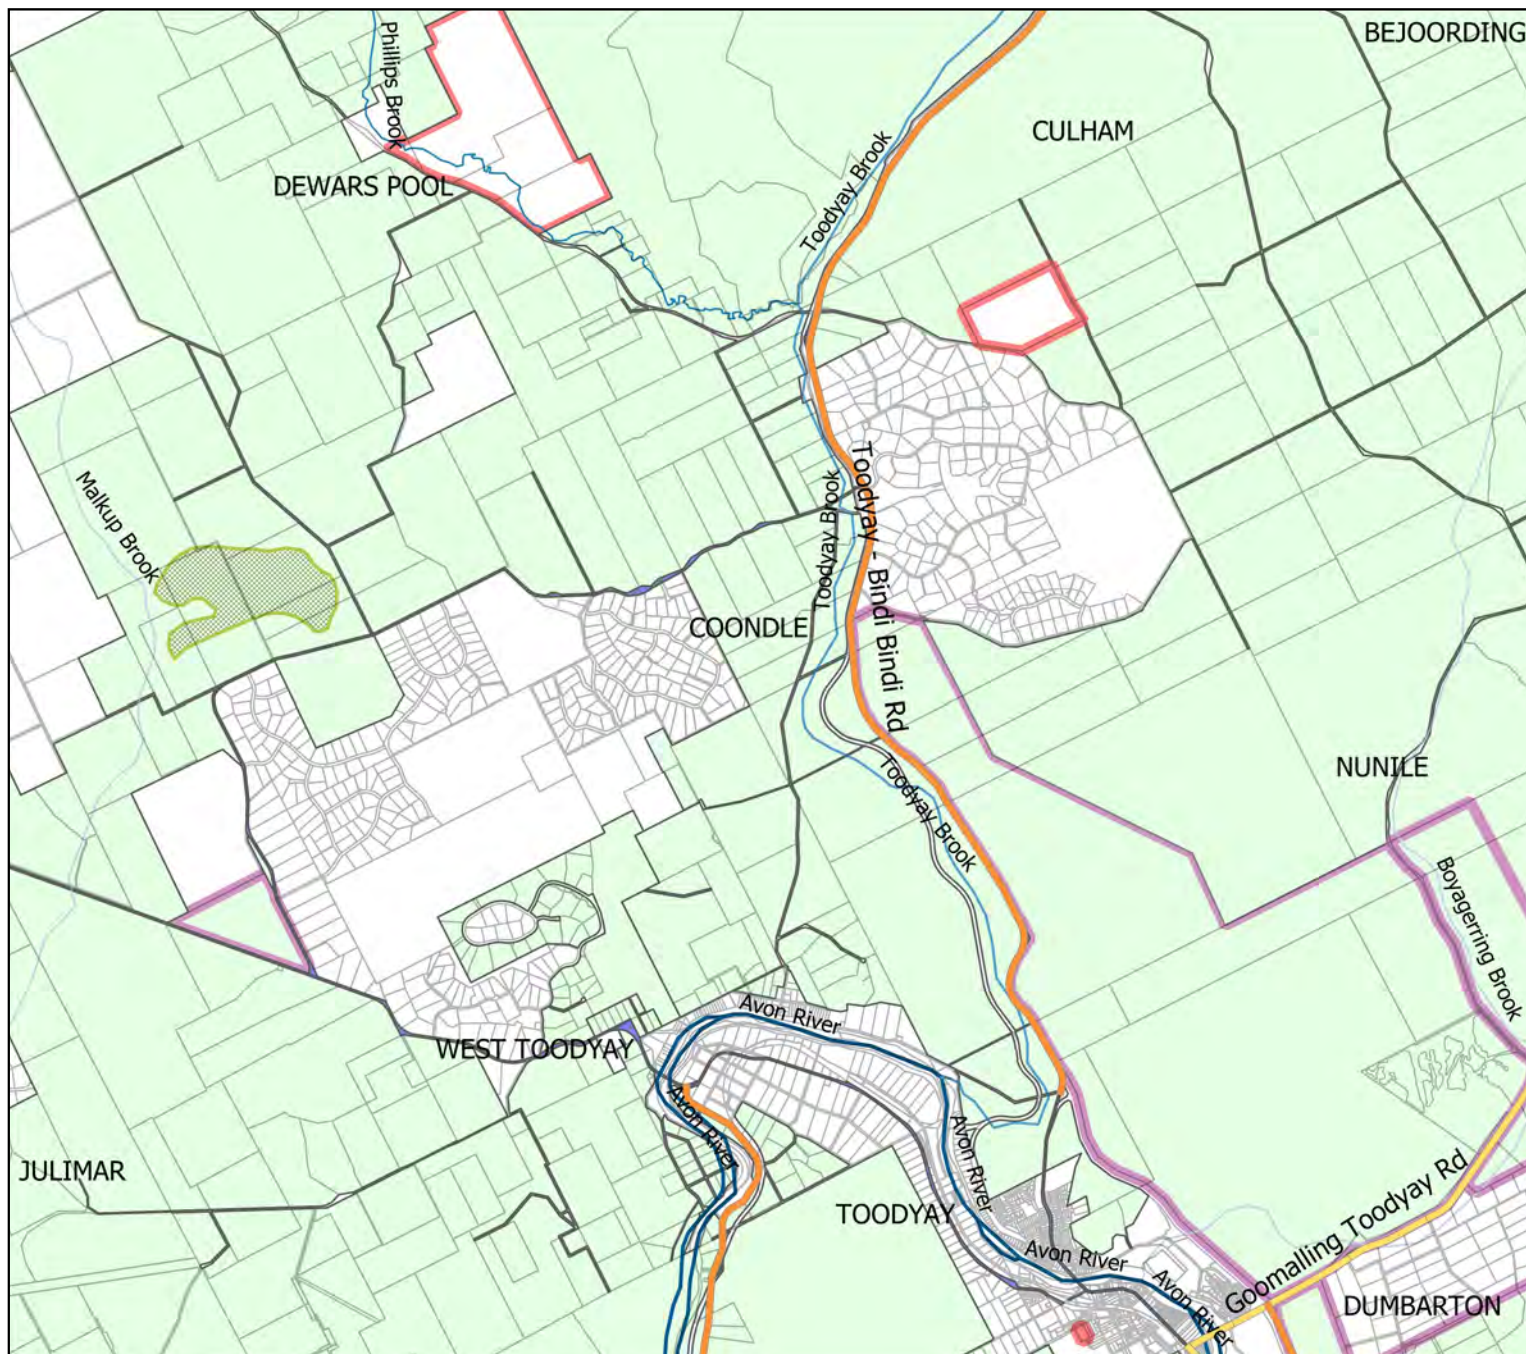 BEJOORDING
Phillips Brook
CULHAM
Toodyay Brook
DEWARS POOL
Toodyay - Bindi Bindi Rd
Toodyay Brook
Malkup Brook
COONDLE
NUNILE
Toodyay Brook
Boyagerring Brook
Avon River
WEST TOODYAY
Avon River
Avon River
JULIMAR
Goomalling Toodyay Rd
TOODYAY
Avon River
Avon River
DUMBARTON